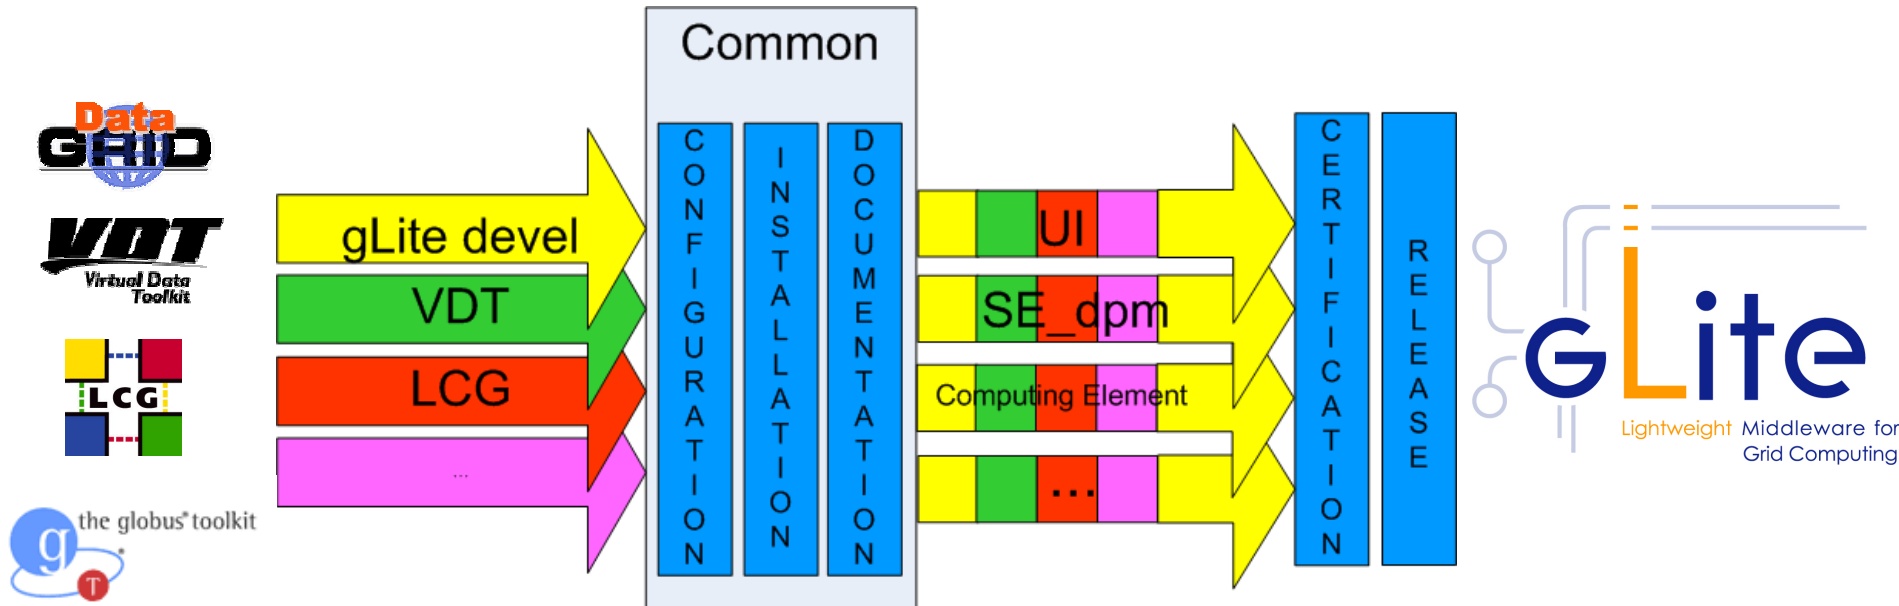 Data
GRID
VDT
Virtual Data
Toolkit
LCG
the globus® toolkit
g
T
gLite devel
VDT
LCG
...
Common
CONFIGURATION
INSTALLATION
DOCUMENTATION
UI
SE_dpm
Computing Element
...
CERTIFICATION
RELEASE
gLite
Lightweight Middleware for
Grid Computing